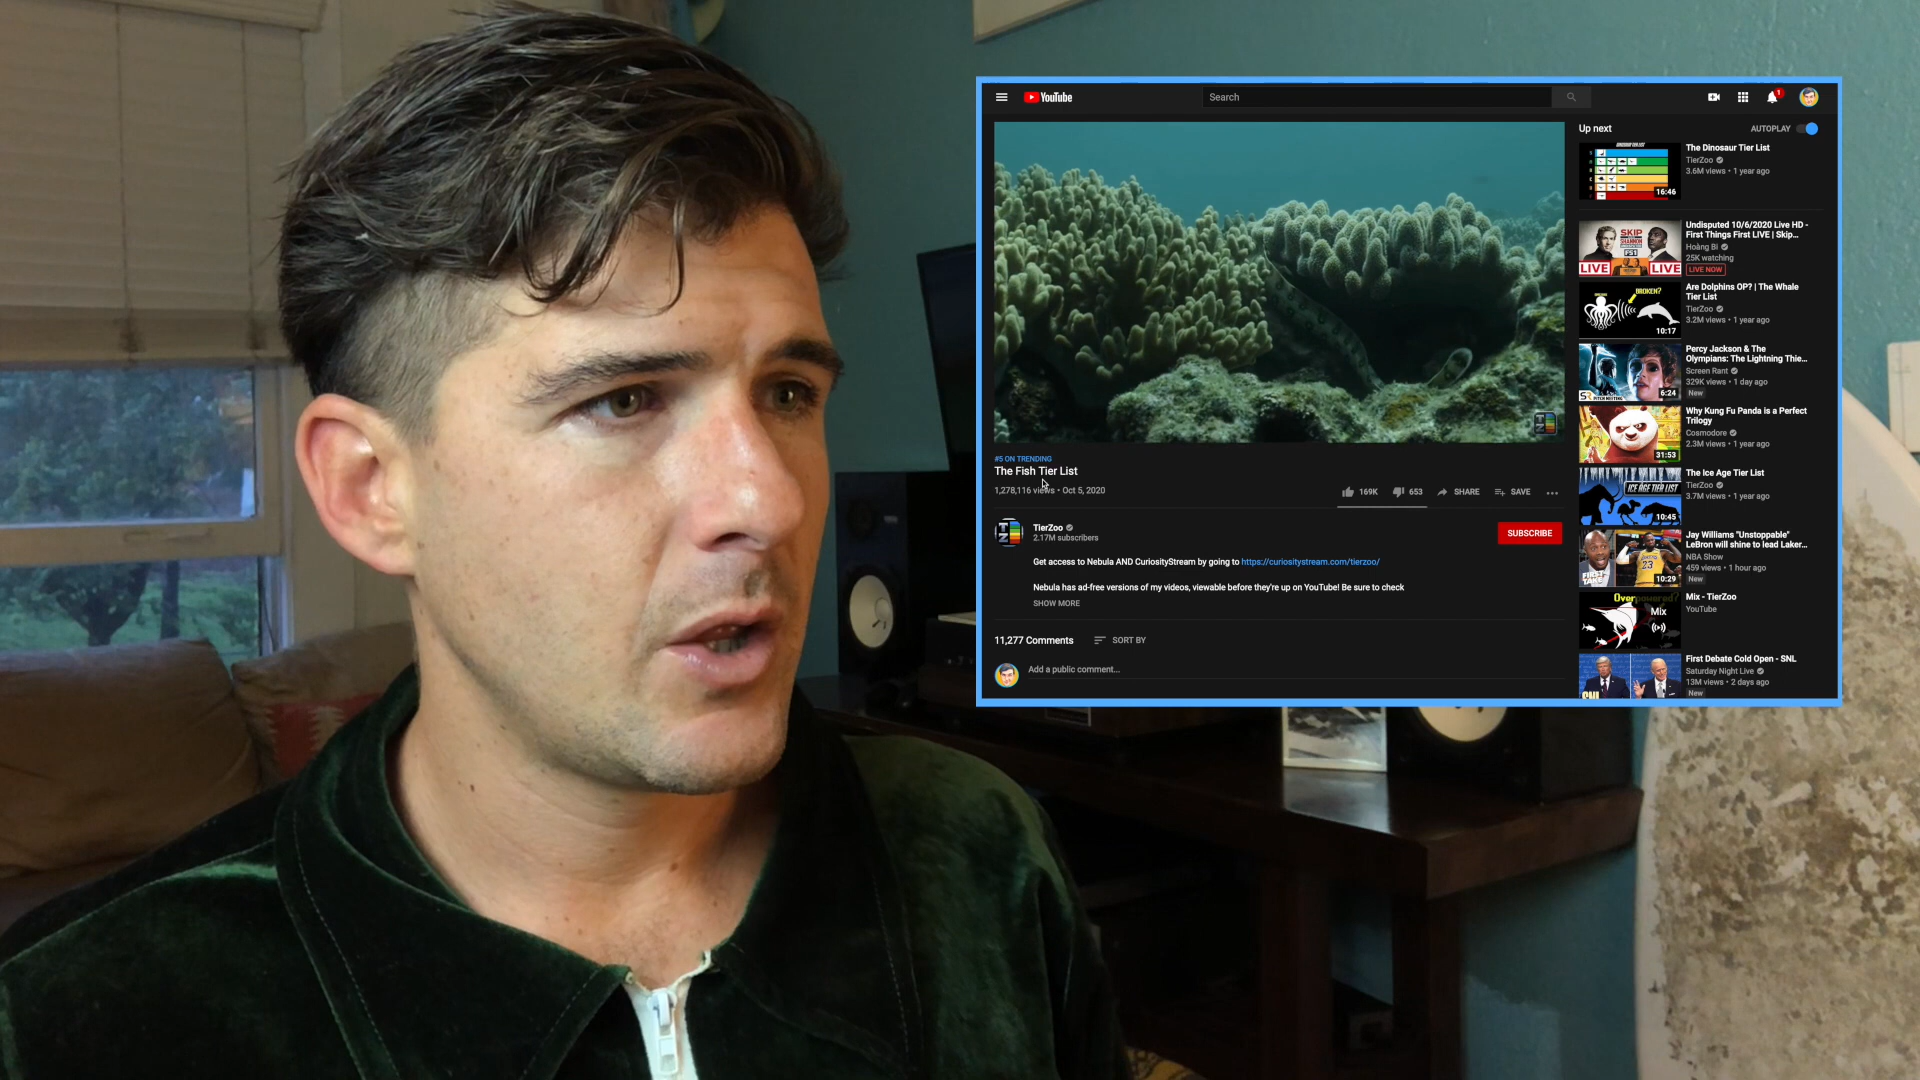 YouTube
Search
1
#5 ON TRENDING
The Fish Tier List
1,278,116 views • Oct 5, 2020
169K
653
SHARE
SAVE
TierZoo
2.17M subscribers
SUBSCRIBE
Get access to Nebula AND CuriosityStream by going to https://curiositystream.com/tierzoo/
Nebula has ad-free versions of my videos, viewable before they're up on YouTube! Be sure to check
SHOW MORE
11,277 Comments
SORT BY
Add a public comment...
Up next
AUTOPLAY
16:46
The Dinosaur Tier List
TierZoo
3.6M views • 1 year ago
SKIP
FS1
LIVE
LIVE
Undisputed 10/6/2020 Live HD -
First Things First LIVE | Skip...
Hoàng Bi
25K watching
LIVE NOW
BROKEN?
10:17
Are Dolphins OP? | The Whale
Tier List
TierZoo
3.2M views • 1 year ago
6:24
Percy Jackson & The
Olympians: The Lightning Thie...
Screen Rant
329K views • 1 day ago
New
31:53
Why Kung Fu Panda is a Perfect
Trilogy
Cosmodore
2.3M views • 1 year ago
ICE AGE TIER LIST
10:45
The Ice Age Tier List
TierZoo
3.7M views • 1 year ago
FIRST
TAKE
23
10:29
Jay Williams "Unstoppable"
LeBron will shine to lead Laker...
NBA Show
459 views • 1 hour ago
New
Overpowered?
Mix
Mix - TierZoo
YouTube
SNL
First Debate Cold Open - SNL
Saturday Night Live
13M views • 2 days ago
New